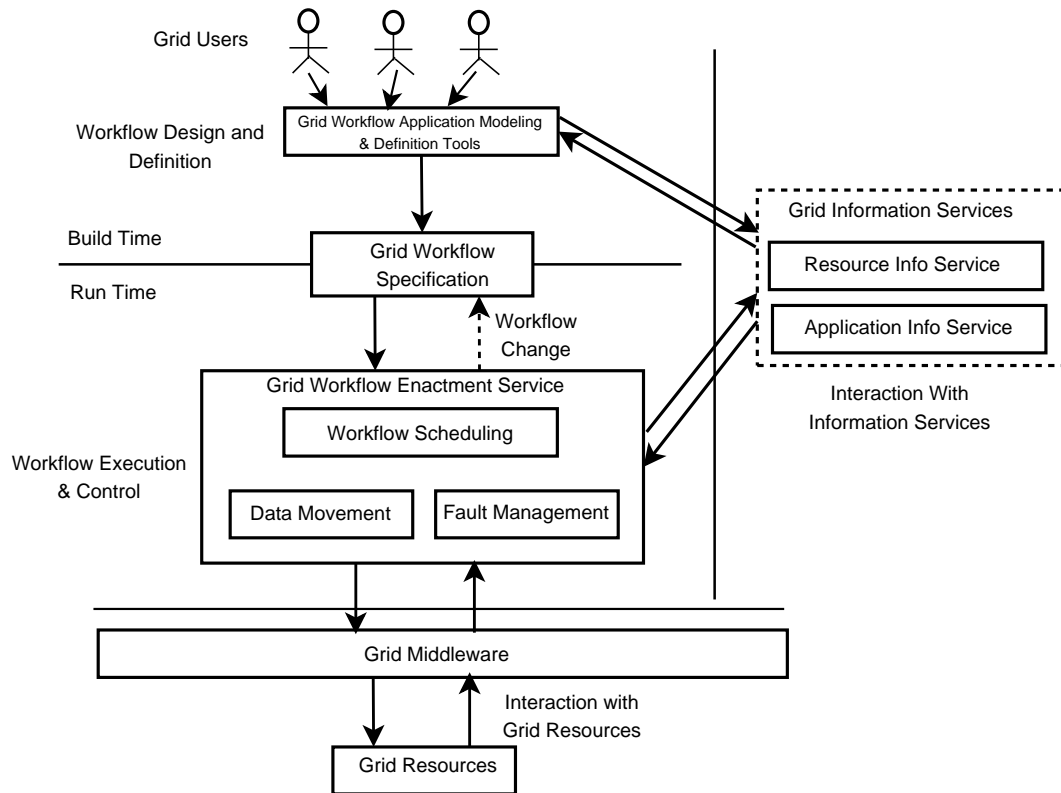 Grid Users
Grid Workflow Application Modeling
& Definition Tools
Workflow Design and
Definition
Grid Information Services
Resource Info Service
Application Info Service
Interaction With
Information Services
Build Time
Run Time
Grid Workflow
Specification
Workflow
Change
Grid Workflow Enactment Service
Workflow Scheduling
Data Movement
Fault Management
Workflow Execution
& Control
Grid Middleware
Interaction with
Grid Resources
Grid Resources